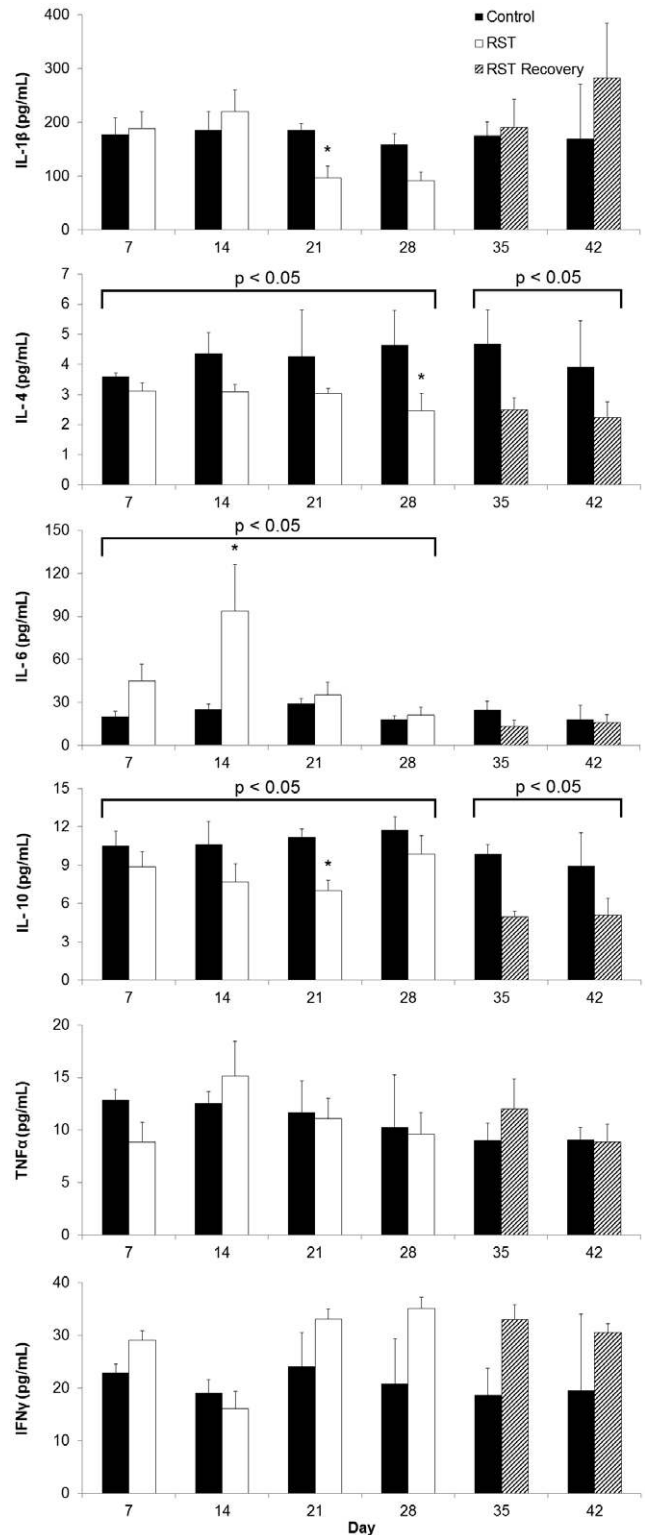 400
300
200
100
0
IL-1β (pg/mL)
Control
RST
RST Recovery
*
7 14 21 28 35 42
7
6
5
4
3
2
1
0
IL-4 (pg/mL)
p < 0.05 p < 0.05
*
7 14 21 28 35 42
150
120
90
60
30
0
IL-6 (pg/mL)
p < 0.05
*
7 14 21 28 35 42
15
12
9
6
3
0
IL-10 (pg/mL)
p < 0.05 p < 0.05
*
7 14 21 28 35 42
20
15
10
5
0
TNFα (pg/mL)
7 14 21 28 35 42
40
30
20
10
0
IFNγ (pg/mL)
7 14 21 28 35 42
Day